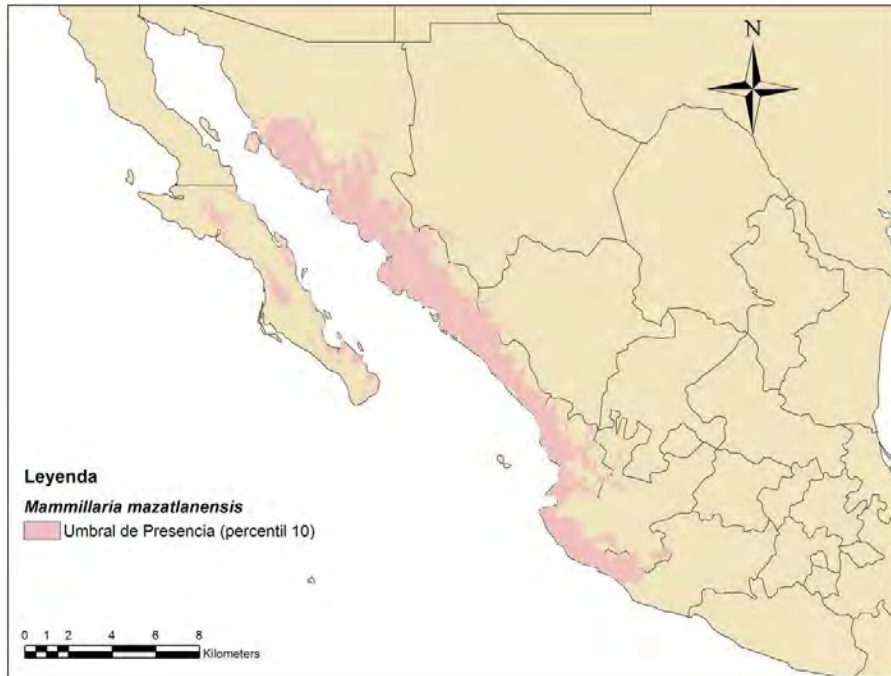 N
Leyenda
Mammillaria mazatlanensis
Umbral de Presencia (percentil 10)
0 1 2 4 6 8
Kilometers